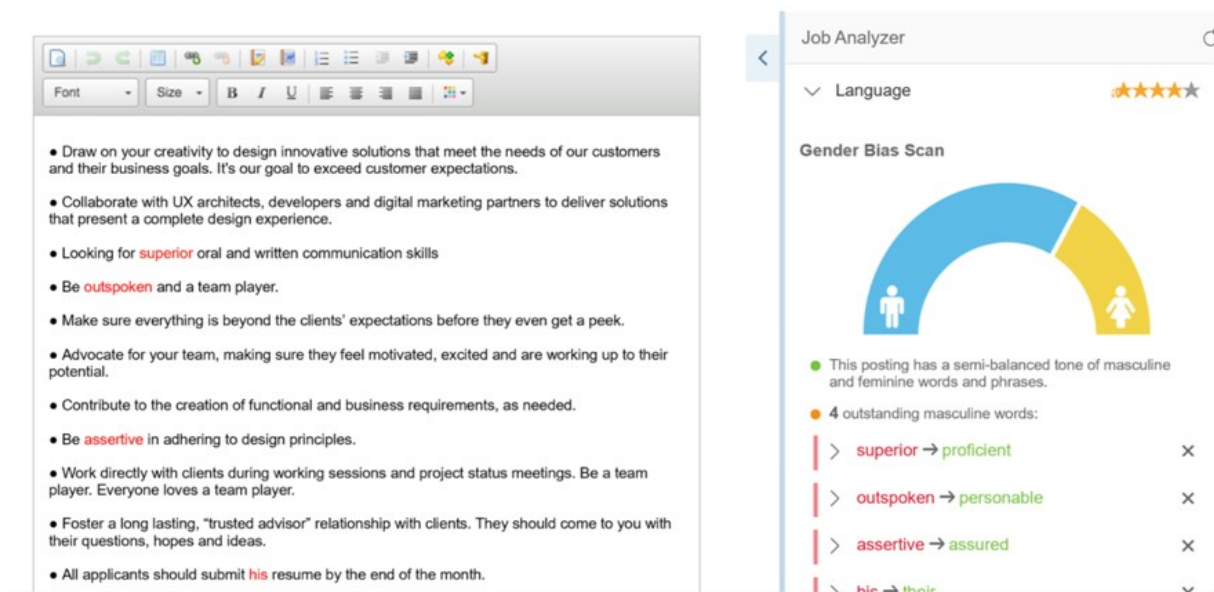 Font
Size
B I U
● Draw on your creativity to design innovative solutions that meet the needs of our customers
and their business goals. It's our goal to exceed customer expectations.
● Collaborate with UX architects, developers and digital marketing partners to deliver solutions
that present a complete design experience.
● Looking for superior oral and written communication skills
● Be outspoken and a team player.
● Make sure everything is beyond the clients' expectations before they even get a peek.
● Advocate for your team, making sure they feel motivated, excited and are working up to their
potential.
● Contribute to the creation of functional and business requirements, as needed.
● Be assertive in adhering to design principles.
● Work directly with clients during working sessions and project status meetings. Be a team
player. Everyone loves a team player.
● Foster a long lasting, “trusted advisor” relationship with clients. They should come to you with
their questions, hopes and ideas.
● All applicants should submit his resume by the end of the month.
Job Analyzer
Language
Gender Bias Scan
● This posting has a semi-balanced tone of masculine
and feminine words and phrases.
● 4 outstanding masculine words:
superior → proficient
outspoken → personable
assertive → assured
his → their